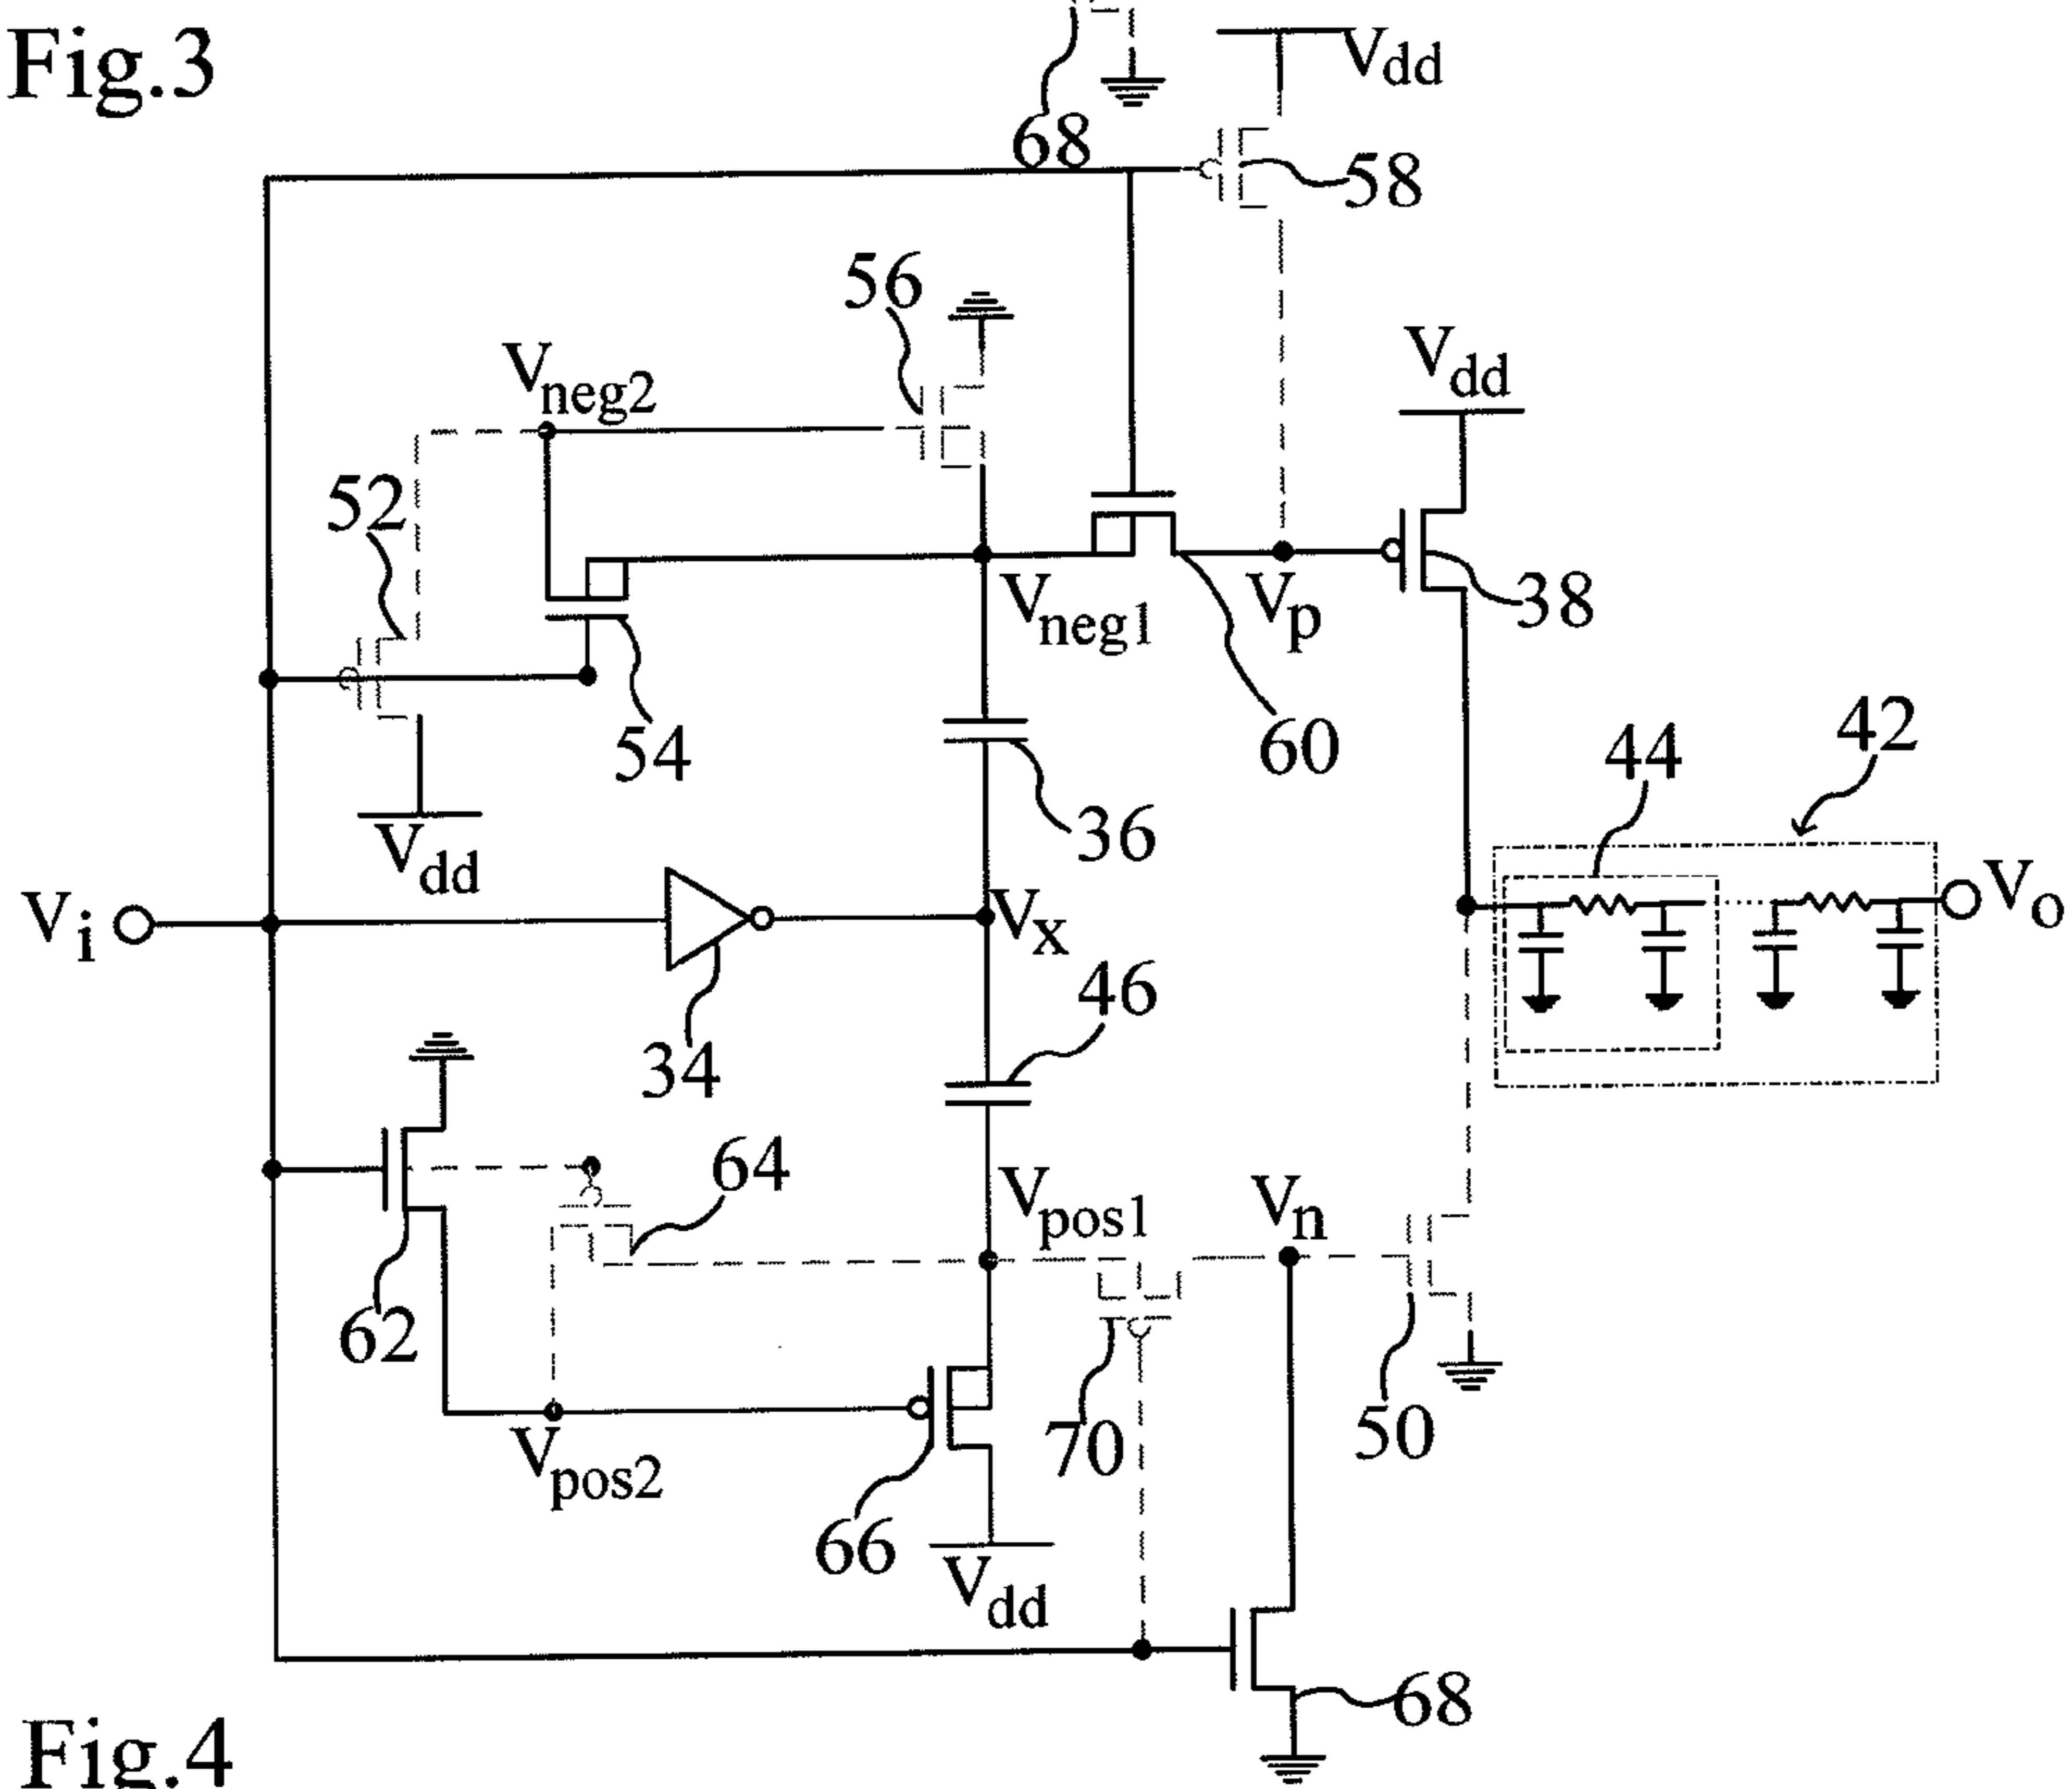 Fig.3
68
Vdd
58
56
Vneg2
Vdd
52
Vneg1
Vp
38
54
60
42
44
36
Vdd
Vi
Vx
Vo
46
34
64
Vpos1
Vn
62
70
50
Vpos2
66
Vdd
68
Fig.4